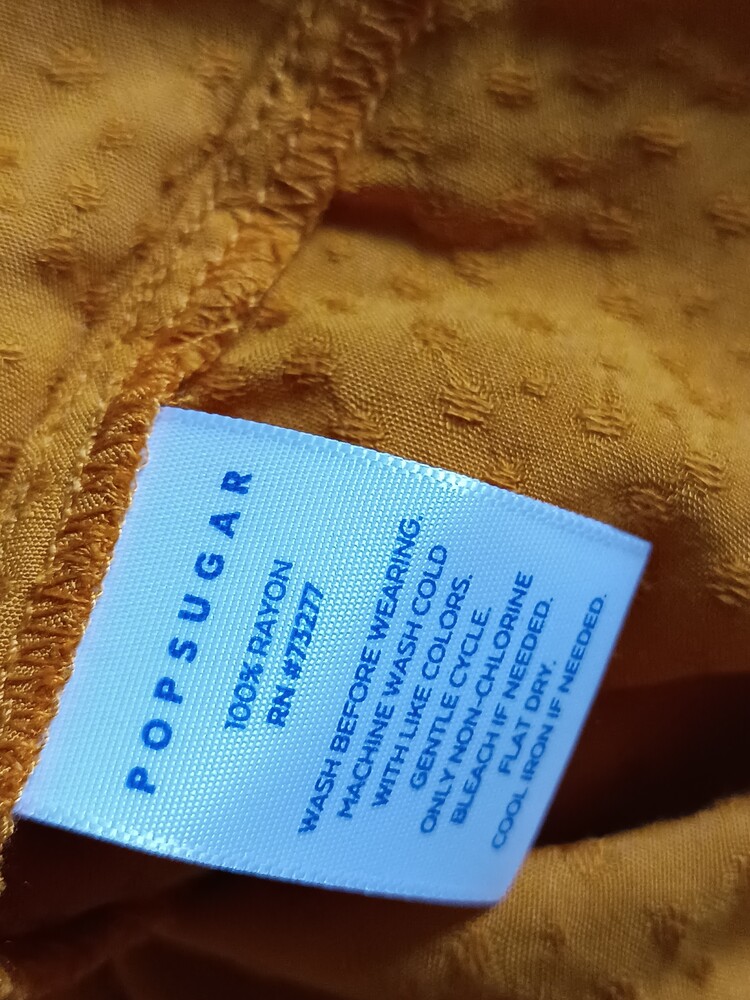 POPSUGAR
100% RAYON
RN #73277
WASH BEFORE WEARING.
MACHINE WASH COLD
WITH LIKE COLORS.
GENTLE CYCLE.
ONLY NON-CHLORINE
BLEACH IF NEEDED.
FLAT DRY.
COOL IRON IF NEEDED.